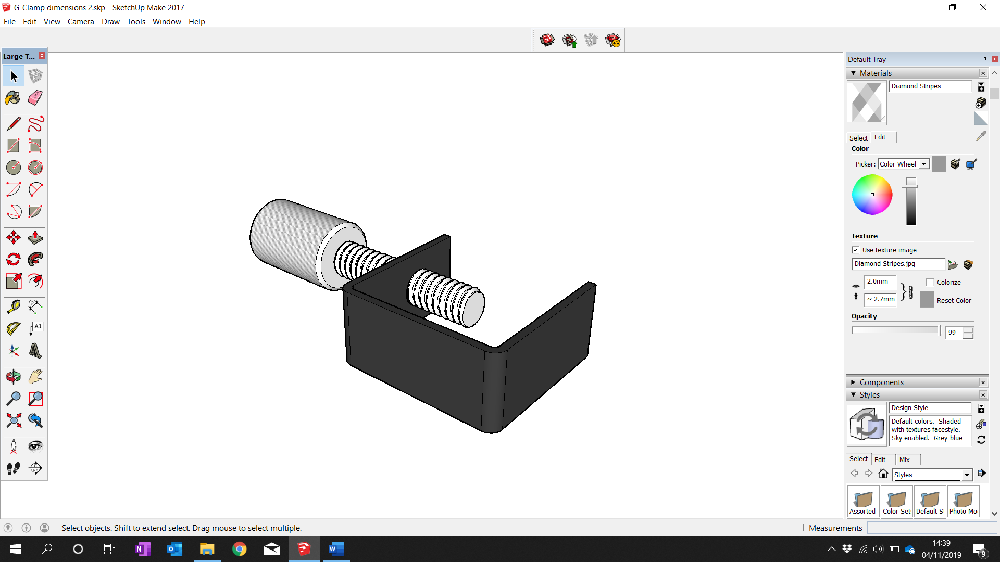 G-Clamp dimensions 2.skp - SketchUp Make 2017
File Edit View Camera Draw Tools Window Help
Large T...
Default Tray
Materials
Diamond Stripes
Select Edit
Color
Picker: Color Wheel
Texture
Use texture image
Diamond Stripes.jpg
2.0mm
Colorize
~ 2.7mm
Reset Color
Opacity
99
Components
Styles
Design Style
Default colors. Shaded
with textures facestyle.
Sky enabled. Grey-blue
Select Edit Mix
Styles
Assorted Color Set Default St Photo Mo
A1
Select objects. Shift to extend select. Drag mouse to select multiple.
Measurements
14:39
04/11/2019
9